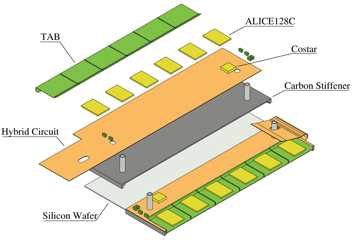 ALICE128C
TAB
Costar
Carbon Stiffener
Hybrid Circuit
Silicon Wafer